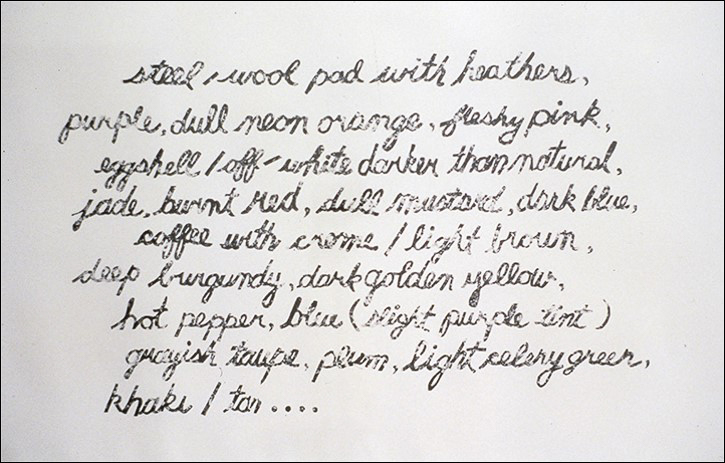 steel / wool pad with heathers,
purple, dull neon orange, fleshy pink,
eggshell / off-white darker than natural,
jade, burnt red, dull mustard, dark blue,
coffee with creme / light brown,
deep burgundy, dark golden yellow,
hot pepper, blue (slight purple tint)
grayish taupe, plum, light celery green,
khaki / tan....